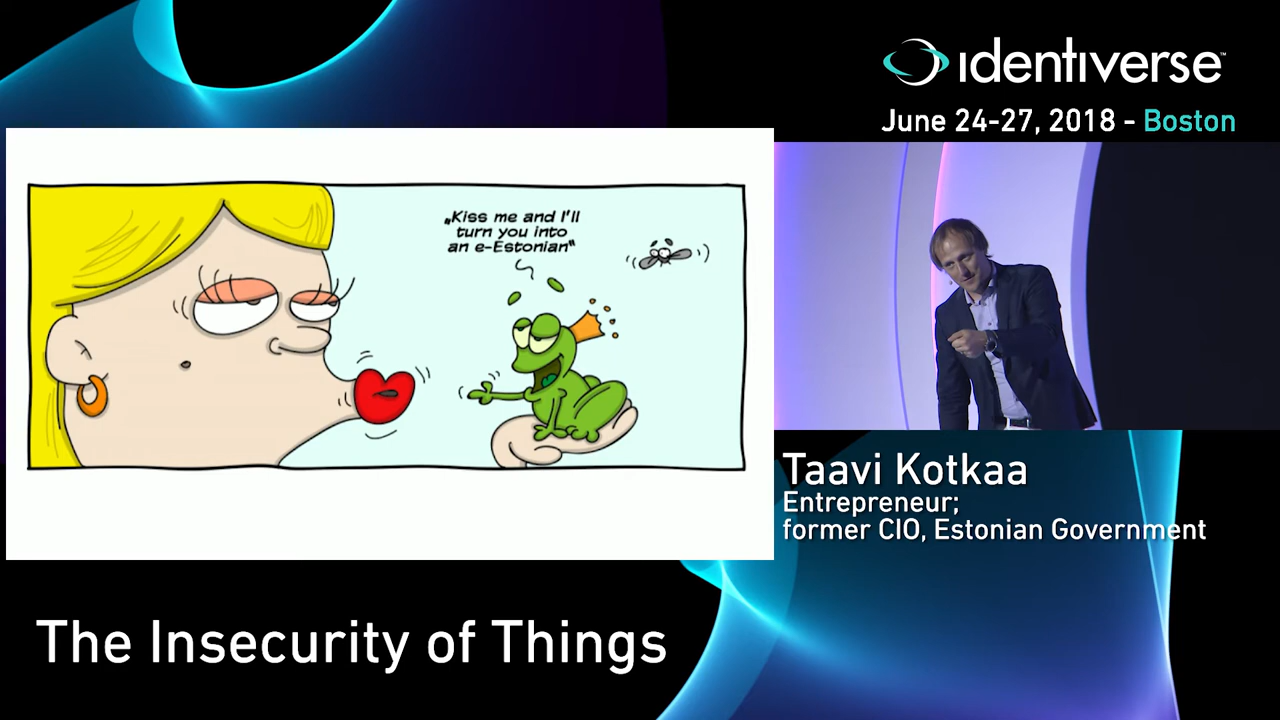 identiverse™
June 24-27, 2018 - Boston
„Kiss me and I'll
turn you into
an e-Estonian“
Taavi Kotkaa
Entrepreneur;
former CIO, Estonian Government
The Insecurity of Things